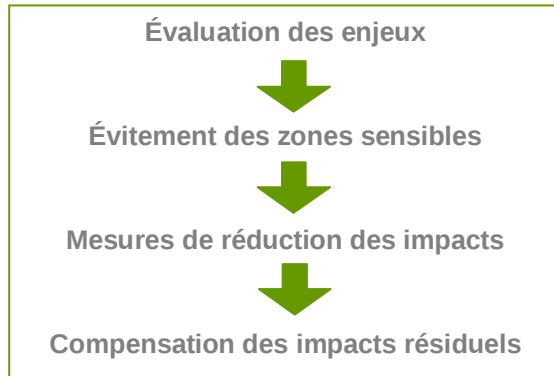 Évaluation des enjeux
Évitement des zones sensibles
Mesures de réduction des impacts
Compensation des impacts résiduels